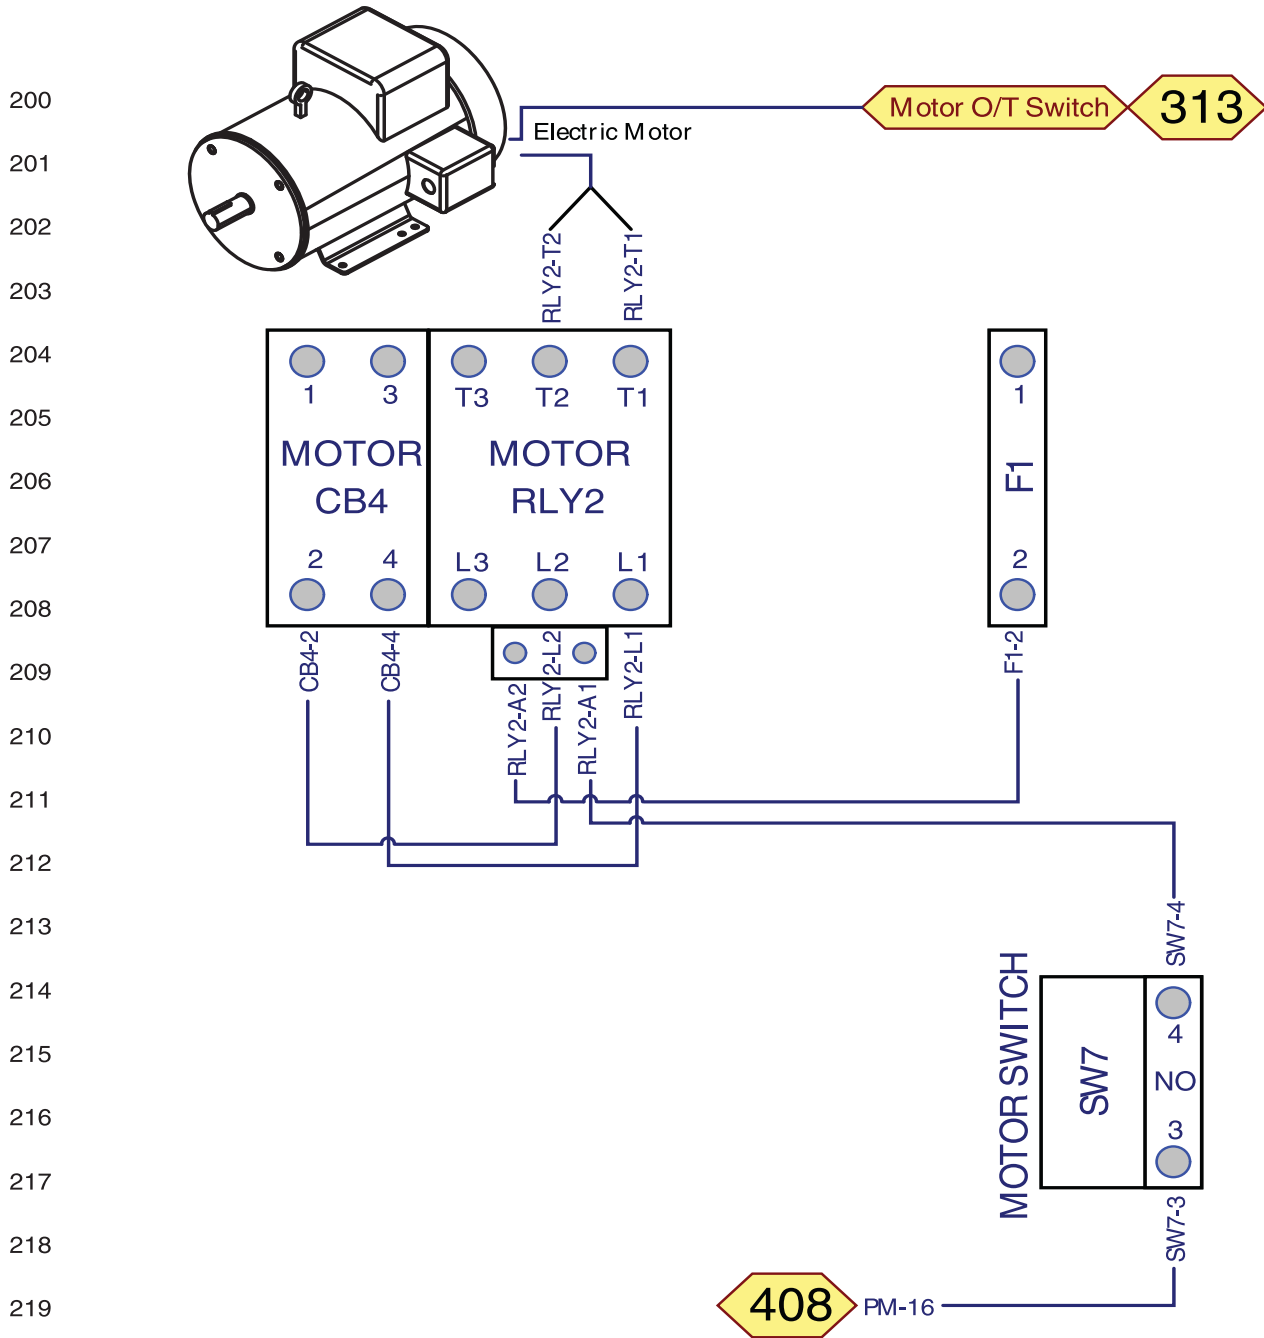 200
Motor O/T Switch 313
Electric Motor
201
202
RLY2-T2
RLY2-T1
203
204
1 3 T3 T2 T1 1
205
MOTOR CB4
MOTOR RLY2
F1
206
207
2 4 L3 L2 L1 2
208
CB4-2
CB4-4
RLY2-A2
RLY2-L2
RLY2-A1
RLY2-L1
F1-2
209
210
211
212
213
SW7-4
214
MOTOR SWITCH
SW7
4
215
NO
216
3
217
SW7-3
218
219
408 PM-16